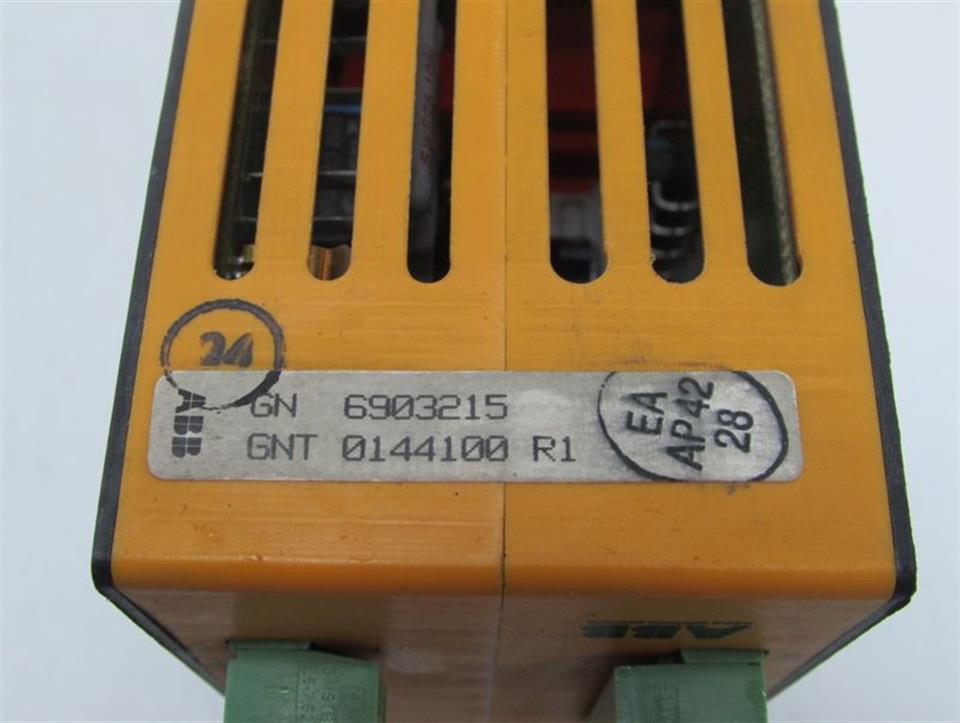 24
ABB
GN 6903215
GNT 0144100 R1
EA
AP42
28
ABB